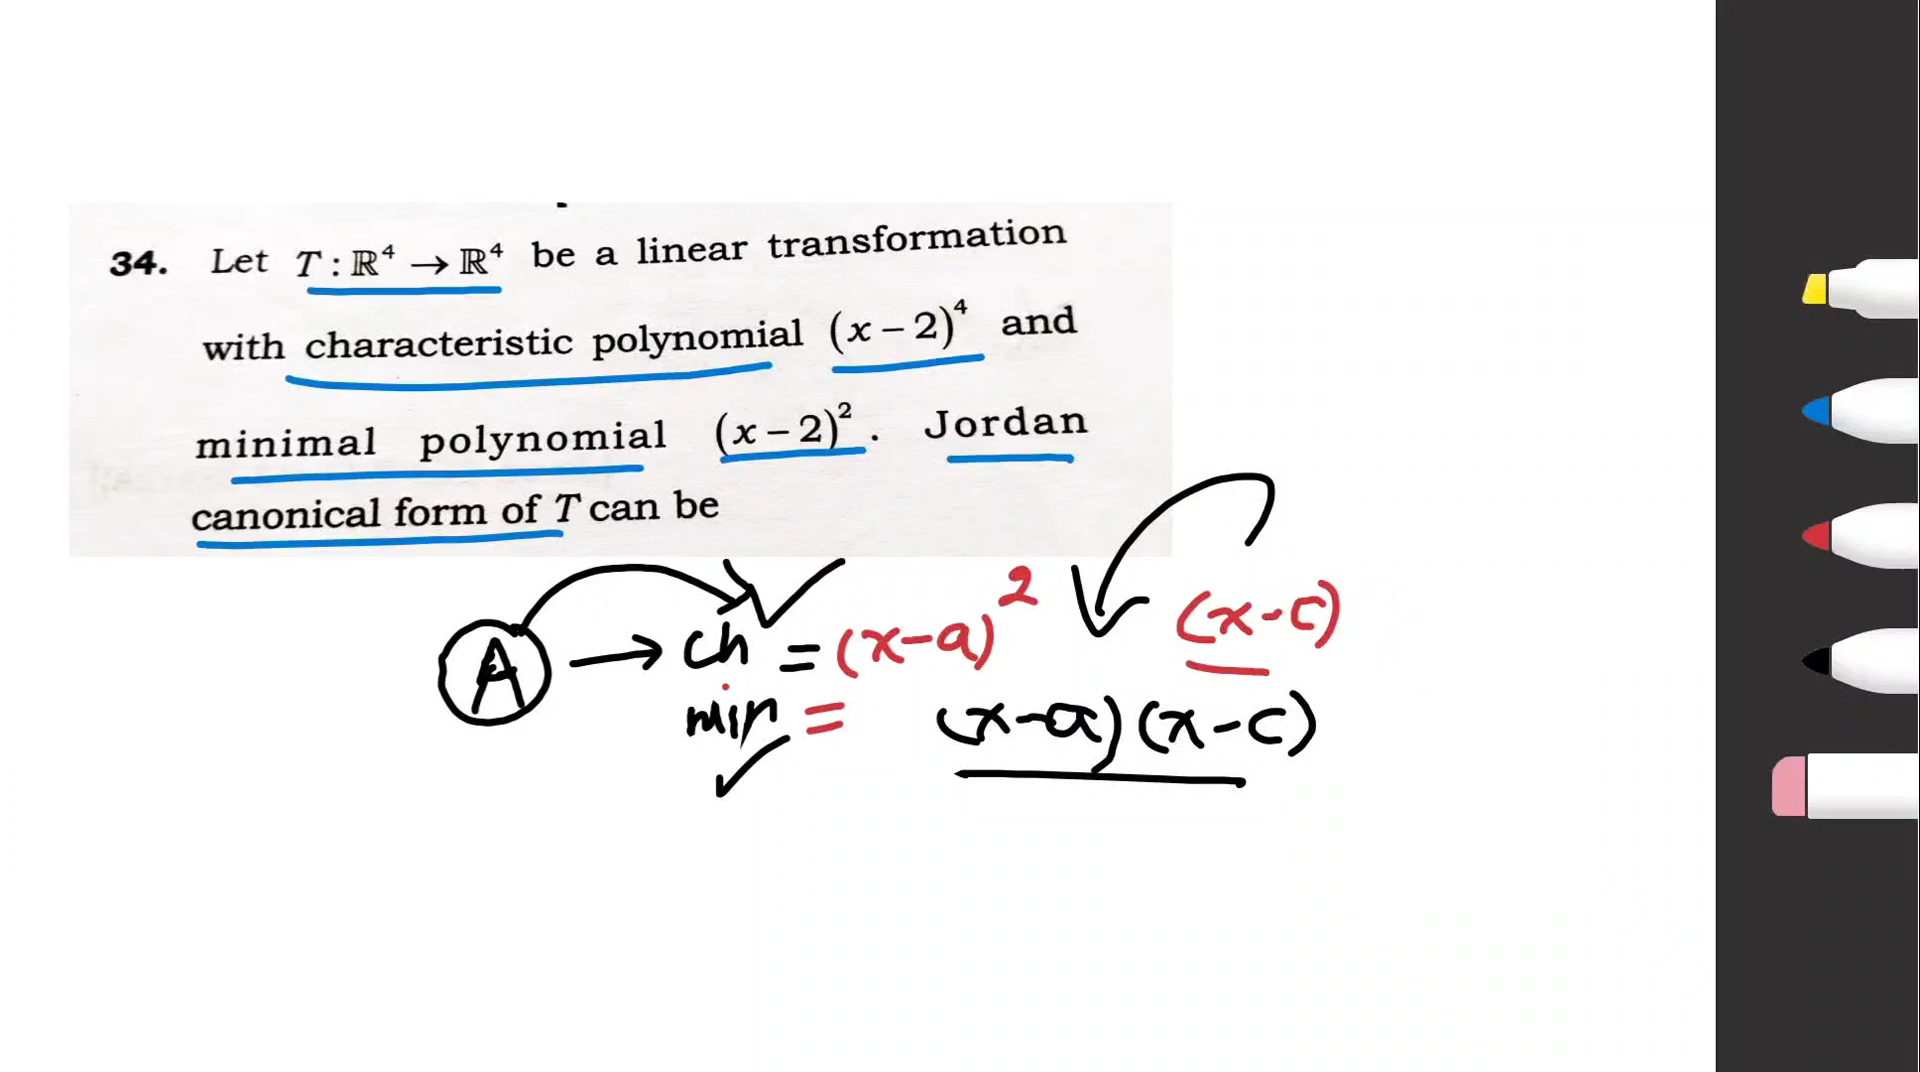 34. Let T : ℝ⁴ → ℝ⁴ be a linear transformation
with characteristic polynomial (x – 2)⁴ and
minimal polynomial (x – 2)². Jordan
canonical form of T can be
A → ch = (x-a)² (x-c)
min = (x-a)(x-c)